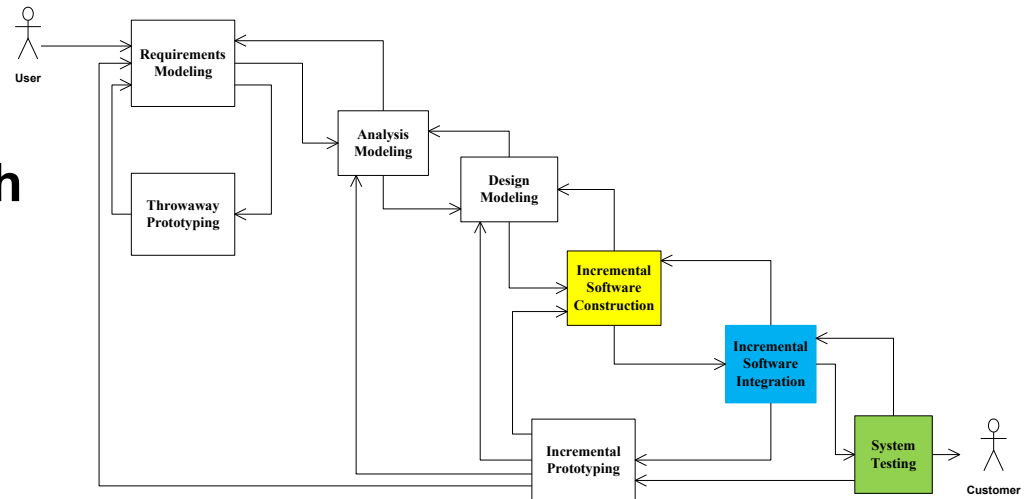 User
Requirements
Modeling
Analysis
Modeling
h
Throwaway
Prototyping
Design
Modeling
Incremental
Software
Construction
Incremental
Software
Integration
Incremental
Prototyping
System
Testing
Customer